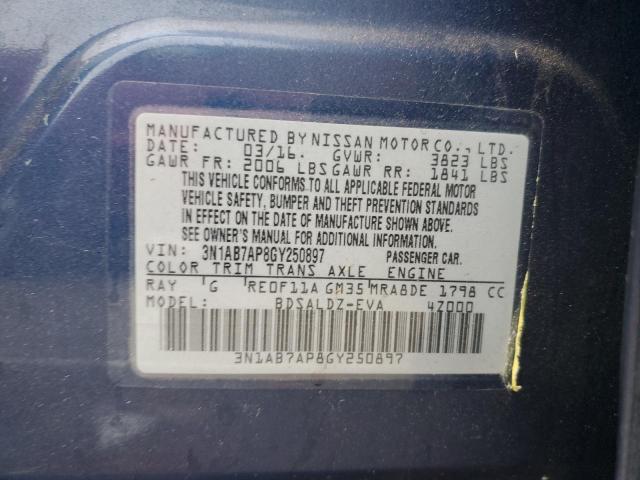 MANUFACTURED BY NISSAN MOTOR CO., LTD.
DATE: 03/16. GVWR: 3823 LBS
GAWR FR: 2006 LBS GAWR RR: 1841 LBS
THIS VEHICLE CONFORMS TO ALL APPLICABLE FEDERAL MOTOR
VEHICLE SAFETY, BUMPER AND THEFT PREVENTION STANDARDS
IN EFFECT ON THE DATE OF MANUFACTURE SHOWN ABOVE.
SEE OWNER'S MANUAL FOR ADDITIONAL INFORMATION.
VIN: 3N1AB7AP8GY250897 PASSENGER CAR.
COLOR TRIM TRANS AXLE ENGINE
RAY G RE0F11A GM35 MRA8DE 1798 CC
MODEL: BDSALDZ-EVA 4Z000
3N1AB7AP8GY250897